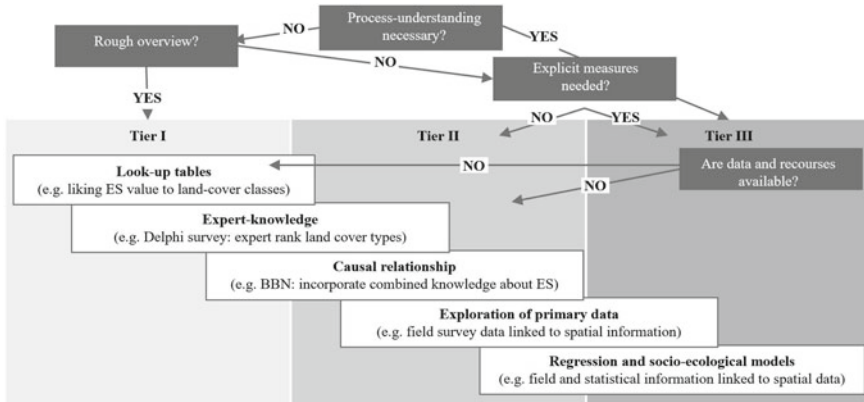 Process-understanding
necessary?
Rough overview?
NO
YES
NO
Explicit measures
needed?
YES
NO
YES
Tier I
Tier II
Tier III
Look-up tables
(e.g. liking ES value to land-cover classes)
NO
Are data and recourses
available?
NO
Expert-knowledge
(e.g. Delphi survey: expert rank land cover types)
Causal relationship
(e.g. BBN: incorporate combined knowledge about ES)
Exploration of primary data
(e.g. field survey data linked to spatial information)
Regression and socio-ecological models
(e.g. field and statistical information linked to spatial data)